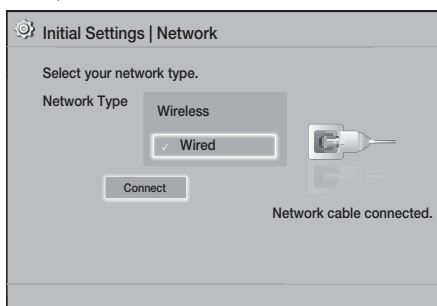 Initial Settings | Network
Select your network type.
Network Type
Wireless
✓ Wired
Connect
Network cable connected.